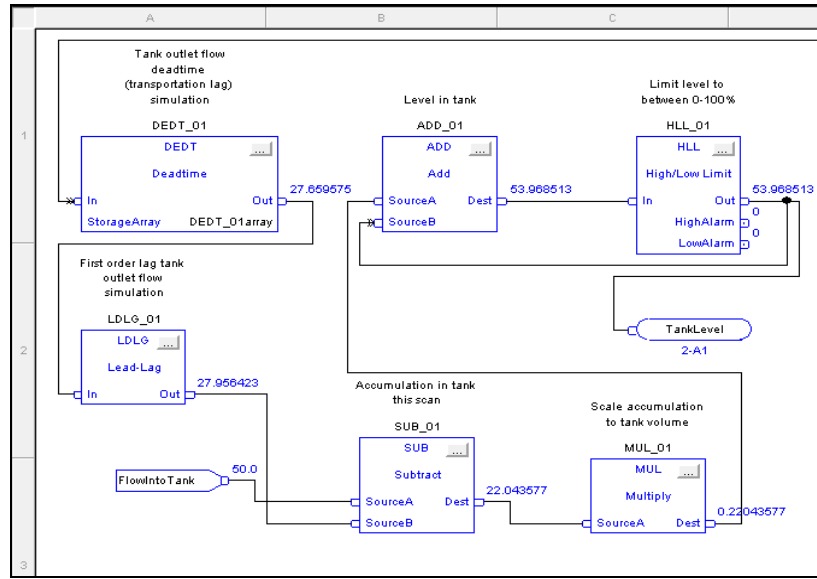 A
B
C
1
2
3
Tank outlet flow
deadtime
(transportation lag)
simulation
DEDT_01
DEDT
...
Deadtime
27.659575
In
Out
StorageArray
DEDT_01array
Level in tank
ADD_01
ADD
...
Add
53.968513
SourceA
Dest
SourceB
Limit level to
between 0-100%
HLL_01
HLL
...
High/Low Limit
53.968513
In
Out
0
HighAlarm
0
LowAlarm
TankLevel
2-A1
First order lag tank
outlet flow
simulation
LDLG_01
LDLG
...
Lead-Lag
27.956423
In
Out
FlowIntoTank
50.0
Accumulation in tank
this scan
SUB_01
SUB
...
Subtract
22.043577
SourceA
Dest
SourceB
Scale accumulation
to tank volume
MUL_01
MUL
...
Multiply
0.22043577
SourceA
Dest